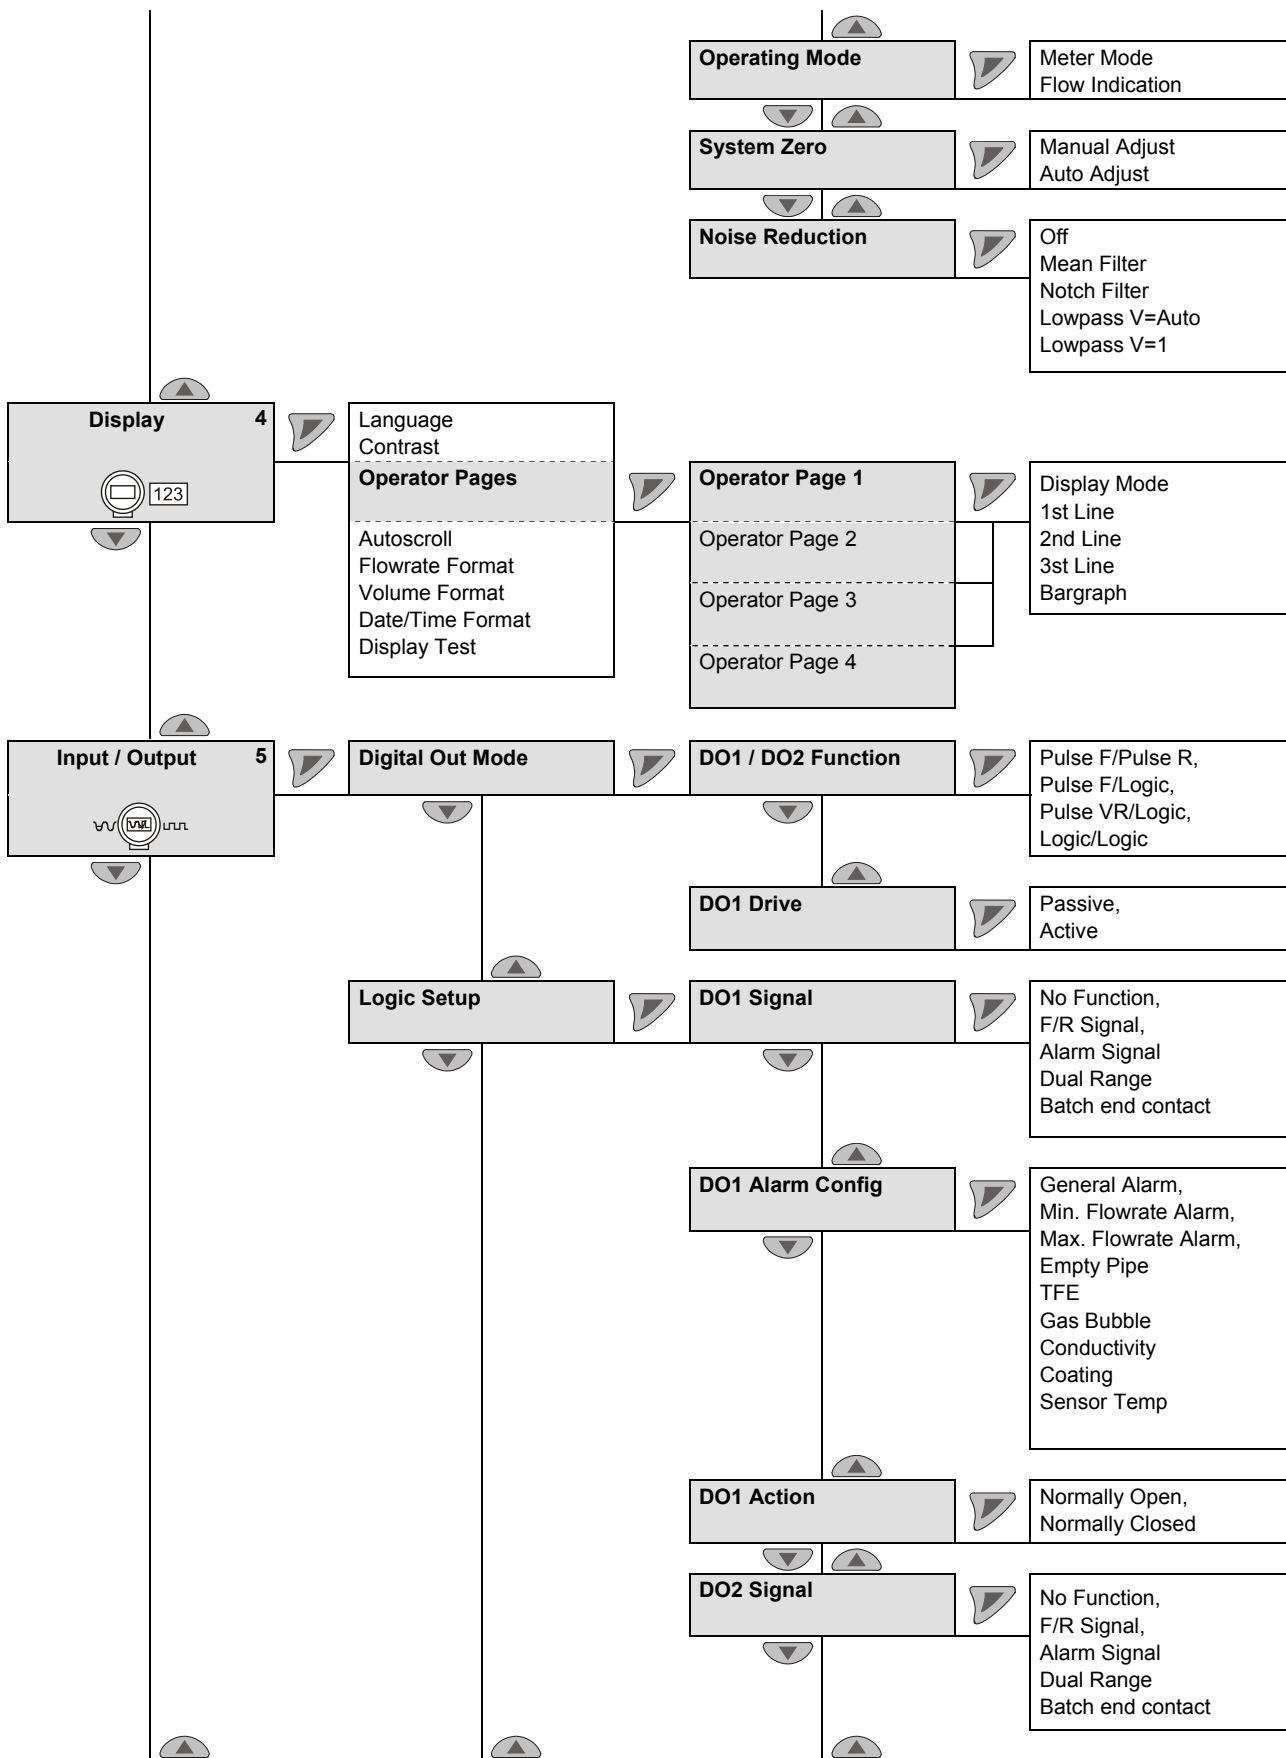 Operating Mode
Meter Mode
Flow Indication
System Zero
Manual Adjust
Auto Adjust
Noise Reduction
Off
Mean Filter
Notch Filter
Lowpass V=Auto
Lowpass V=1
Display 4
123
Language
Contrast
Operator Pages
Autoscroll
Flowrate Format
Volume Format
Date/Time Format
Display Test
Operator Page 1
Operator Page 2
Operator Page 3
Operator Page 4
Display Mode
1st Line
2nd Line
3st Line
Bargraph
Input / Output 5
Digital Out Mode
DO1 / DO2 Function
Pulse F/Pulse R,
Pulse F/Logic,
Pulse VR/Logic,
Logic/Logic
DO1 Drive
Passive,
Active
Logic Setup
DO1 Signal
No Function,
F/R Signal,
Alarm Signal
Dual Range
Batch end contact
DO1 Alarm Config
General Alarm,
Min. Flowrate Alarm,
Max. Flowrate Alarm,
Empty Pipe
TFE
Gas Bubble
Conductivity
Coating
Sensor Temp
DO1 Action
Normally Open,
Normally Closed
DO2 Signal
No Function,
F/R Signal,
Alarm Signal
Dual Range
Batch end contact